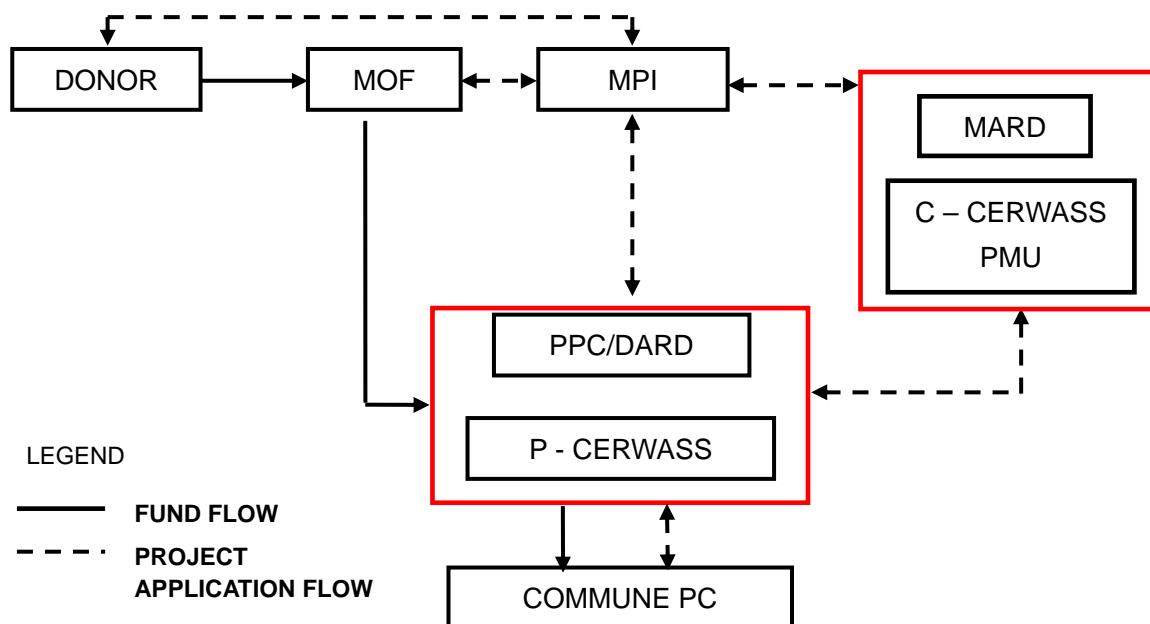 DONOR
MOF
MPI
MARD
C – CERWASS
PMU
PPC/DARD
P - CERWASS
LEGEND
FUND FLOW
PROJECT
APPLICATION FLOW
COMMUNE PC